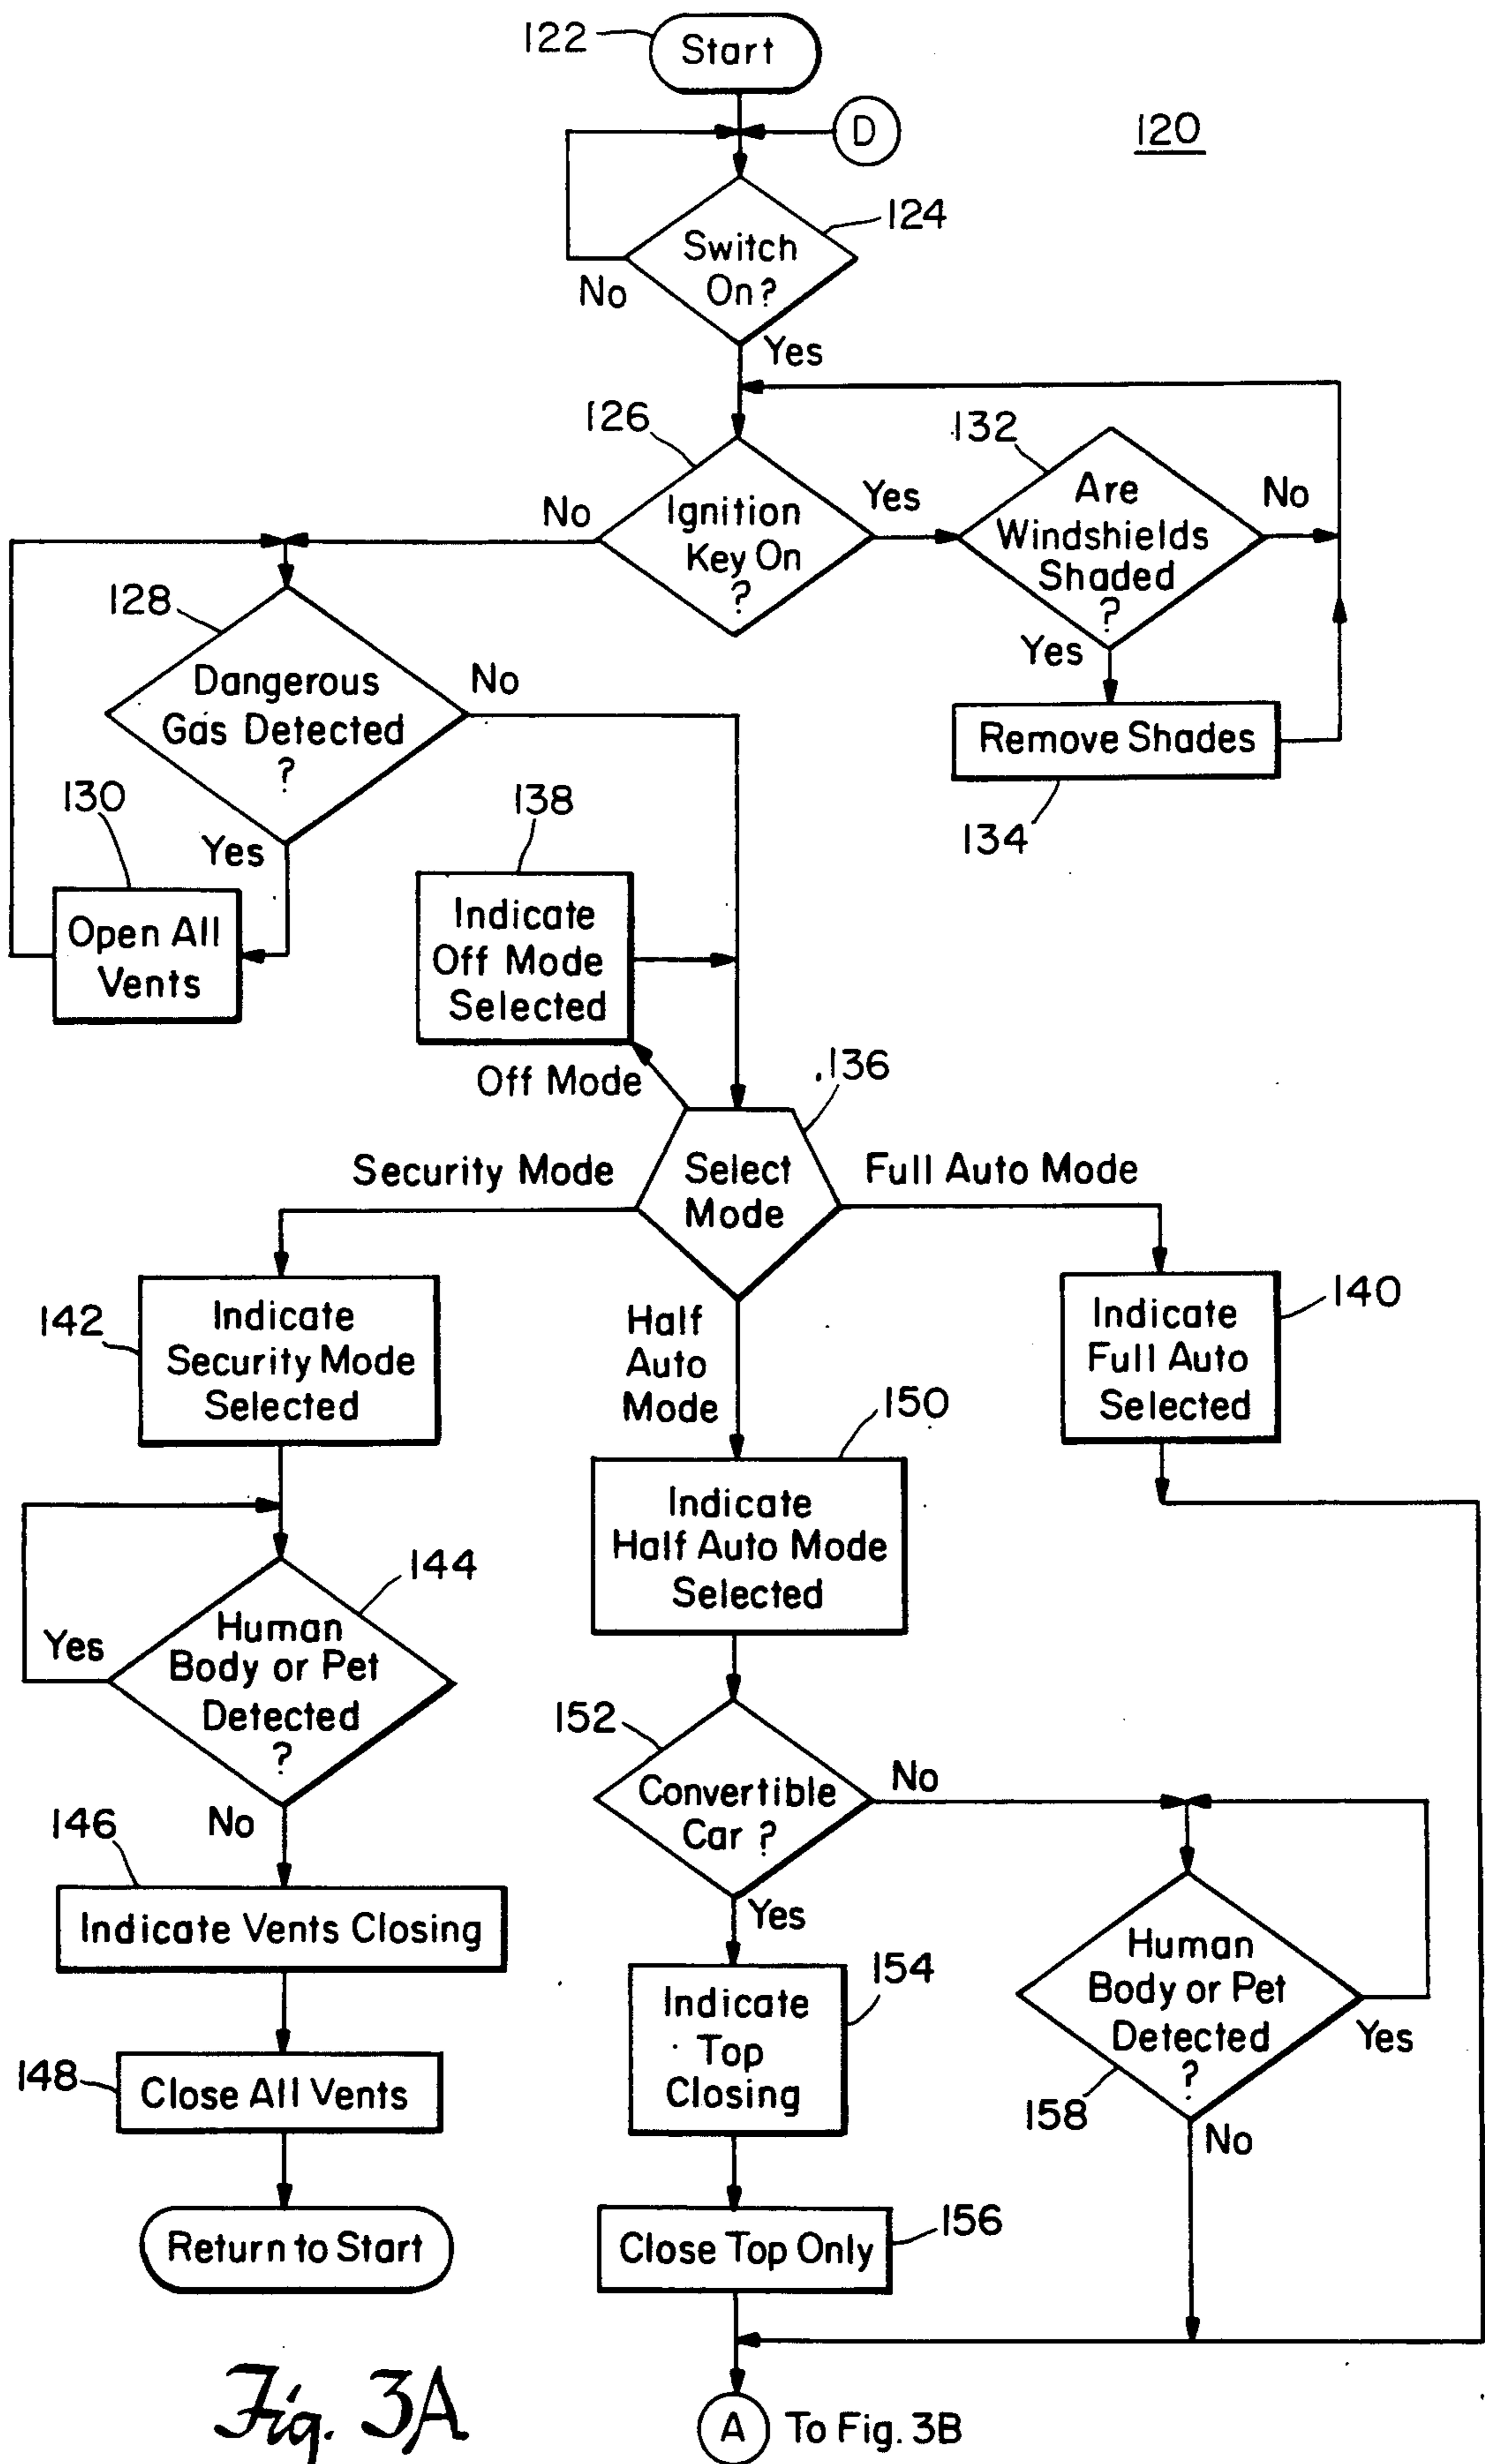 122
Start
D
120
124
Switch
On?
No
Yes
126
132
No
Ignition
Key On
?
Yes
Are
Windshields
Shaded
?
No
128
Yes
Dangerous
Gas Detected
?
No
Remove Shades
134
130
Yes
138
Open All
Vents
Indicate
Off Mode
Selected
Off Mode
136
Security Mode
Select
Mode
Full Auto Mode
142
Indicate
Security Mode
Selected
Half
Auto
Mode
140
Indicate
Full Auto
Selected
150
Indicate
Half Auto Mode
Selected
144
Yes
Human
Body or Pet
Detected
?
No
152
Convertible
Car ?
No
Yes
146
Indicate Vents Closing
154
Indicate
Top
Closing
Human
Body or Pet
Detected
?
Yes
158
No
148
Close All Vents
156
Close Top Only
Return to Start
Fig. 3A
A
To Fig. 3B